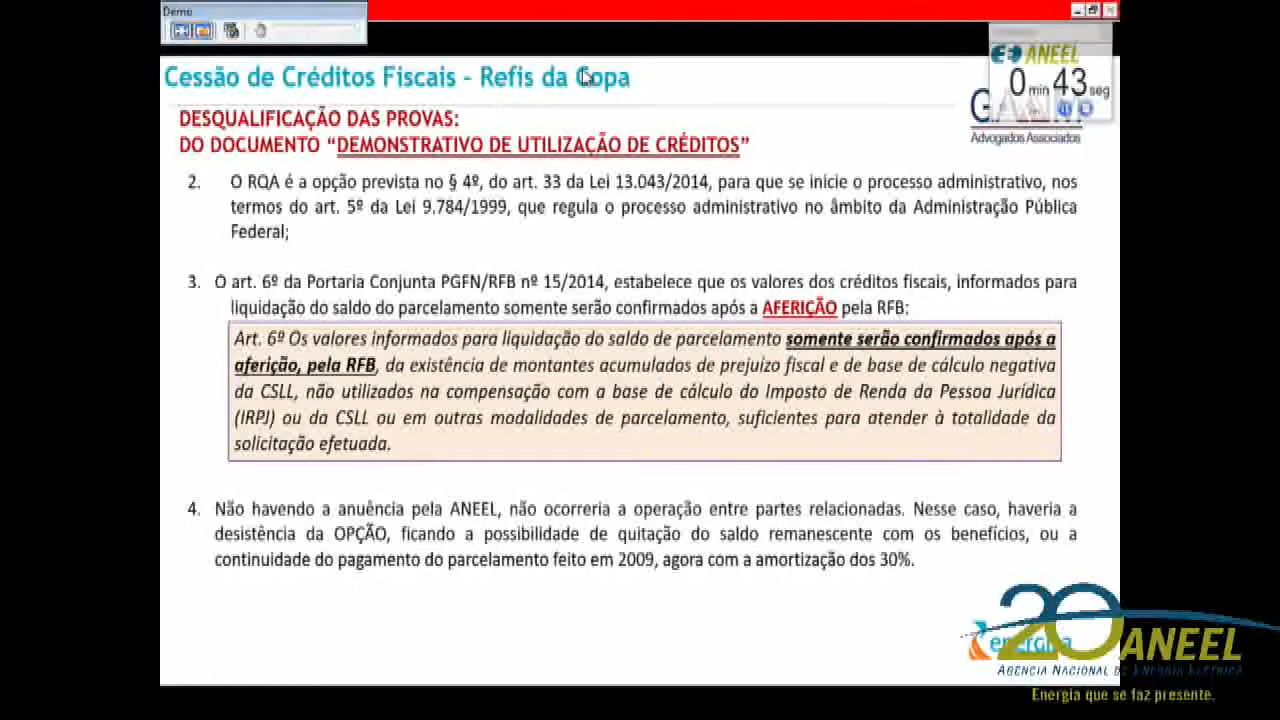 Demo
Cessão de Créditos Fiscais - Refis da Copa
ANEEL
0 min 43 seg
Advogados Associados
DESQUALIFICAÇÃO DAS PROVAS:
DO DOCUMENTO “DEMONSTRATIVO DE UTILIZAÇÃO DE CRÉDITOS”
2. O RQA é a opção prevista no § 4º, do art. 33 da Lei 13.043/2014, para que se inicie o processo administrativo, nos
termos do art. 5º da Lei 9.784/1999, que regula o processo administrativo no âmbito da Administração Pública
Federal;
3. O art. 6º da Portaria Conjunta PGFN/RFB nº 15/2014, estabelece que os valores dos créditos fiscais, informados para
liquidação do saldo do parcelamento somente serão confirmados após a AFERIÇÃO pela RFB:
Art. 6º Os valores informados para liquidação do saldo de parcelamento somente serão confirmados após a
aferição, pela RFB, da existência de montantes acumulados de prejuízo fiscal e de base de cálculo negativa
da CSLL, não utilizados na compensação com a base de cálculo do Imposto de Renda da Pessoa Jurídica
(IRPJ) ou da CSLL ou em outras modalidades de parcelamento, suficientes para atender à totalidade da
solicitação efetuada.
4. Não havendo a anuência pela ANEEL, não ocorreria a operação entre partes relacionadas. Nesse caso, haveria a
desistência da OPÇÃO, ficando a possibilidade de quitação do saldo remanescente com os benefícios, ou a
continuidade do pagamento do parcelamento feito em 2009, agora com a amortização dos 30%.
energisa
20 ANEEL
AGÊNCIA NACIONAL DE ENERGIA ELÉTRICA
Energia que se faz presente.